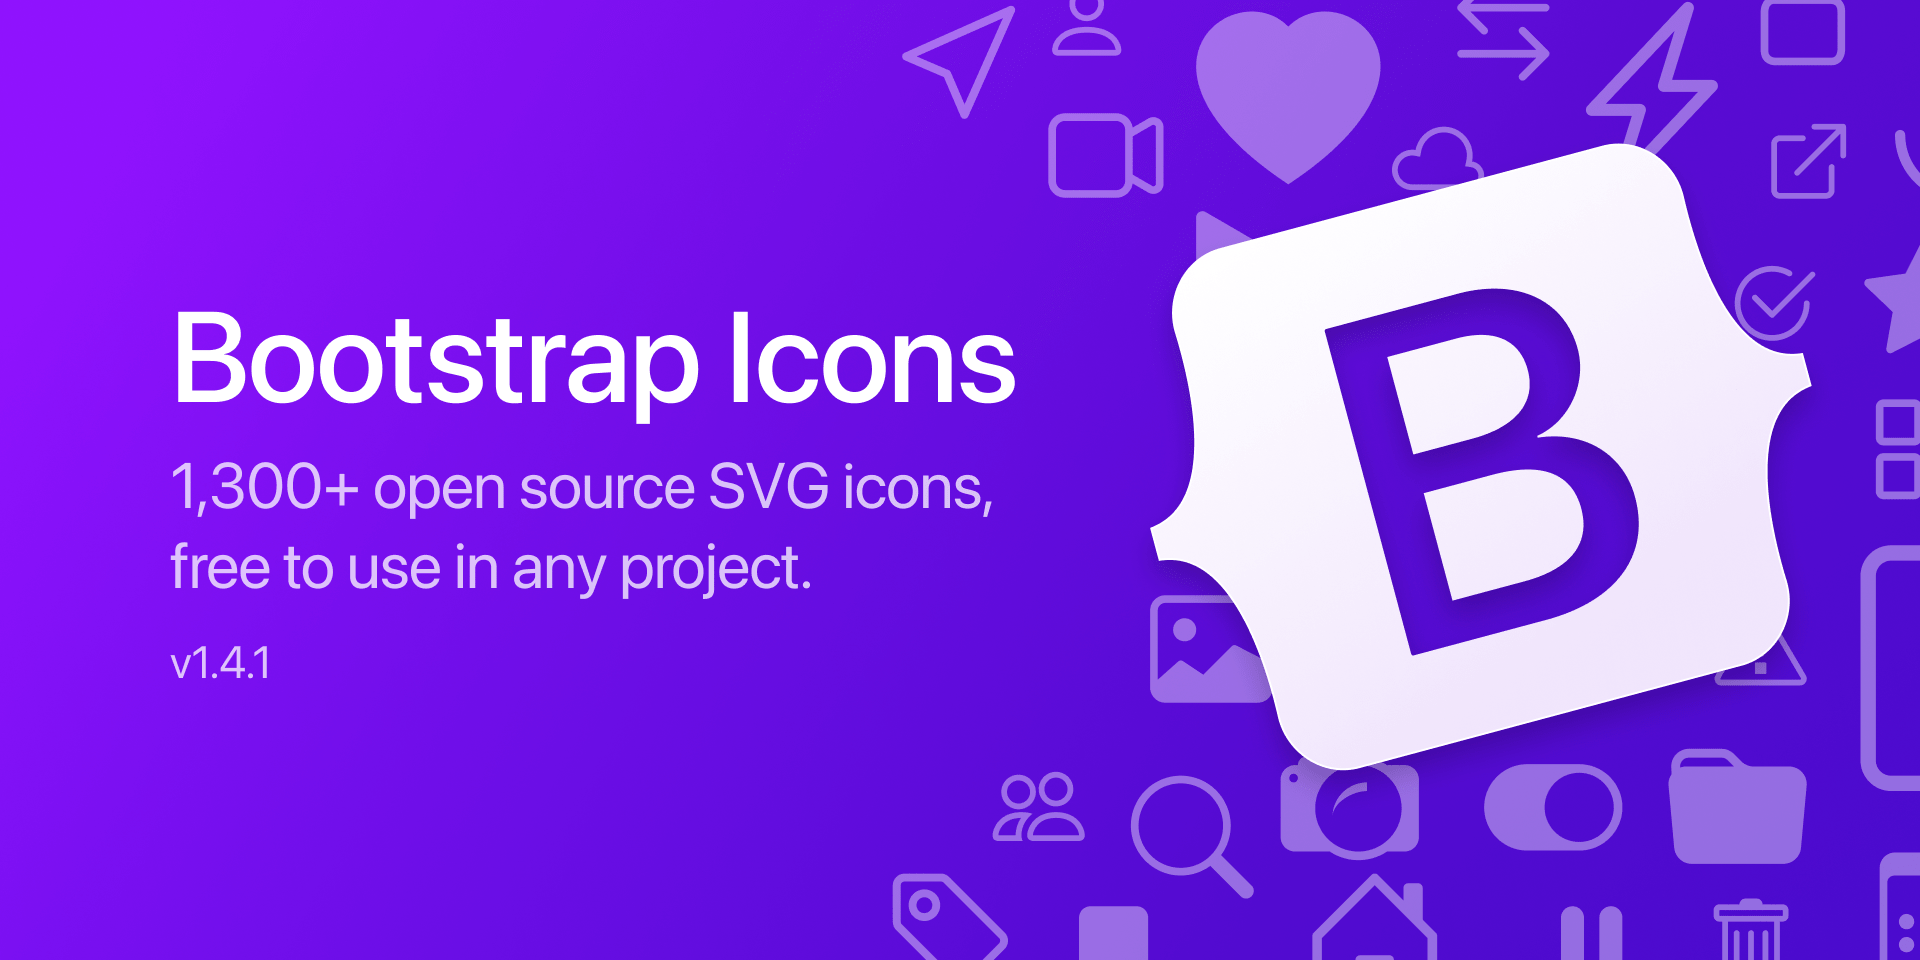 Bootstrap Icons
1,300+ open source SVG icons,
free to use in any project.
v1.4.1
B